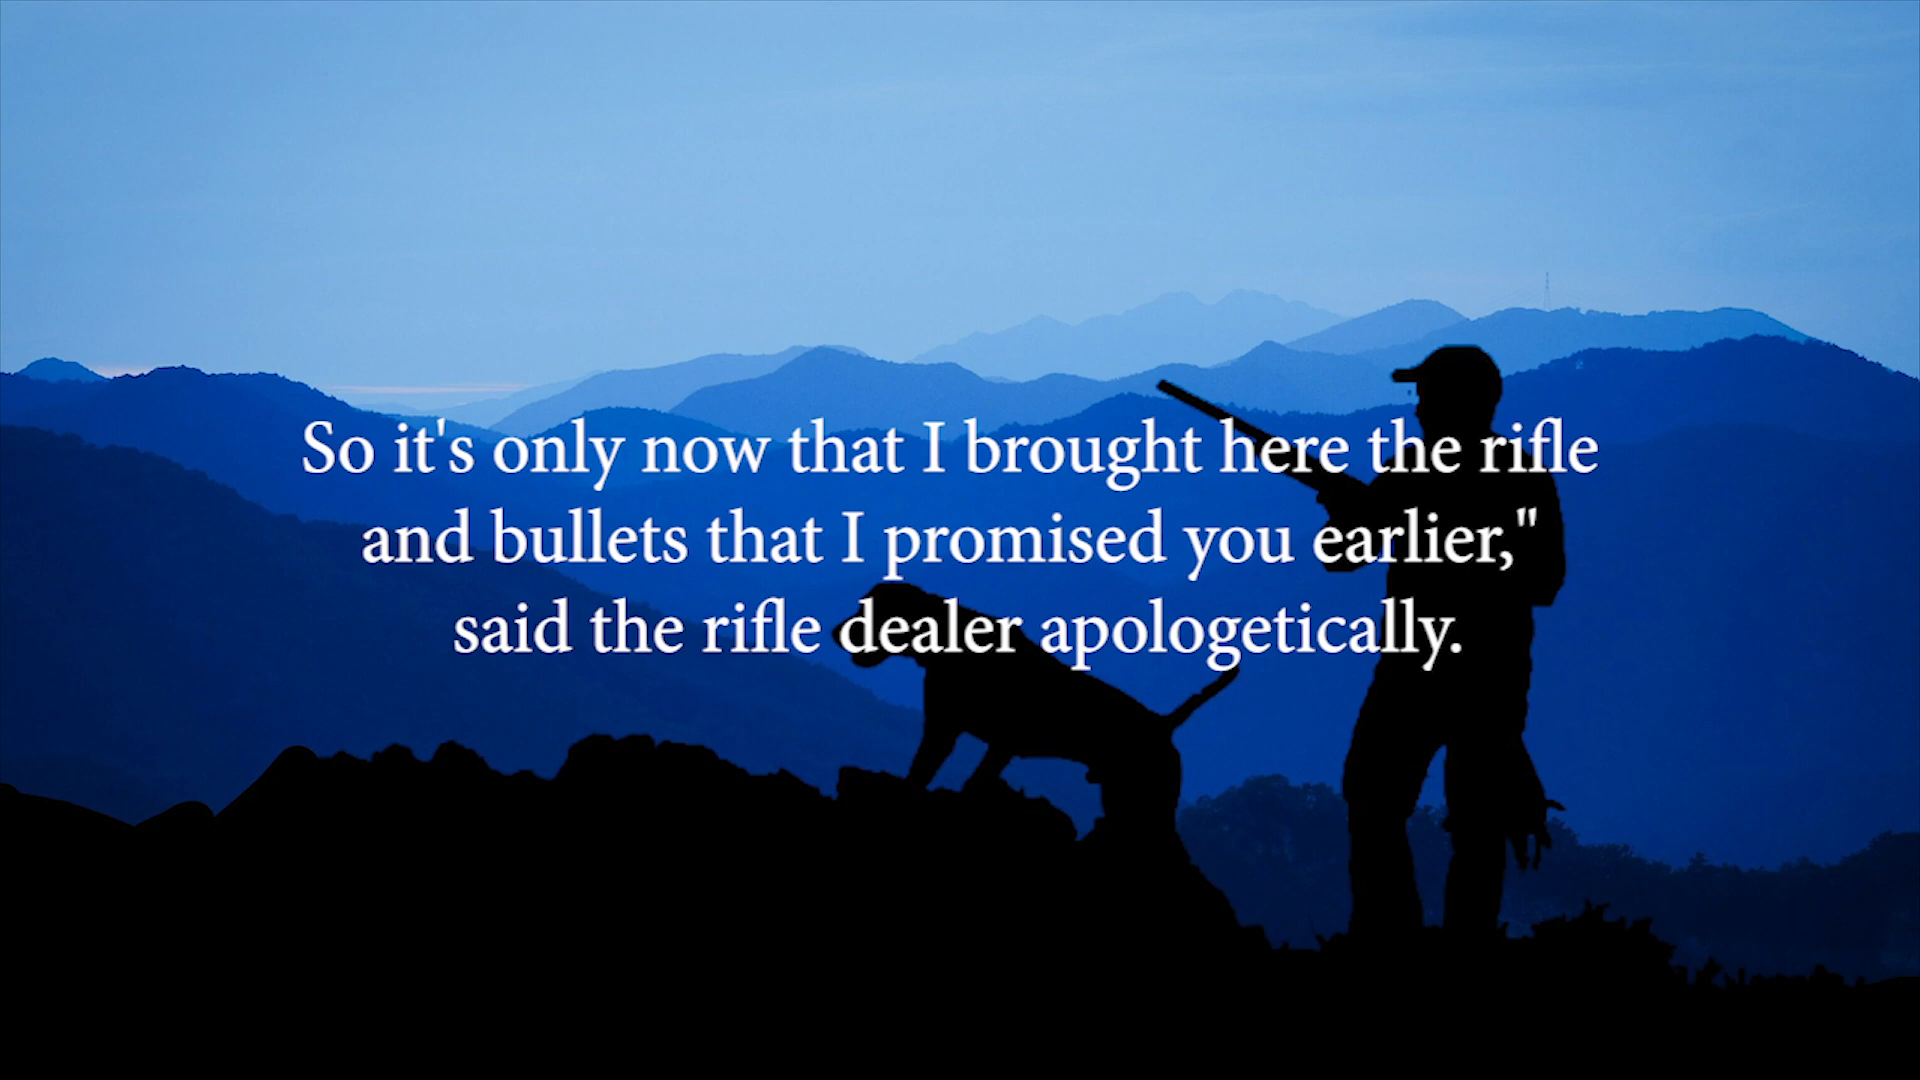 So it's only now that I brought here the rifle
and bullets that I promised you earlier,"
said the rifle dealer apologetically.